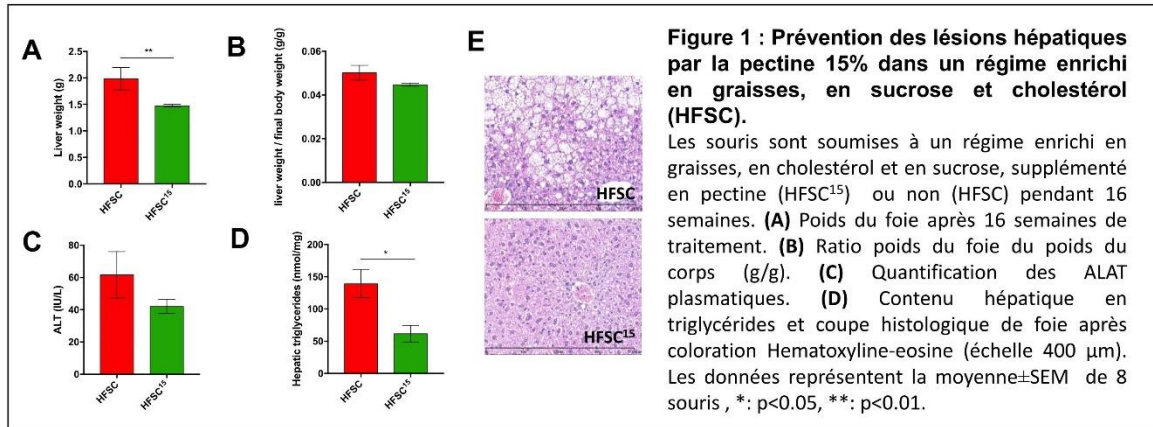 A
**
Liver weight (g)
2.5
2.0
1.5
1.0
0.5
0.0
HFSC
HFSC¹⁵
B
liver weight / final body weight (g/g)
0.06
0.04
0.02
0.00
HFSC
HFSC¹⁵
C
ALT (IU/L)
80
60
40
20
0
HFSC
HFSC¹⁵
D
*
Hepatic triglycerides (nmol/mg)
200
150
100
50
0
HFSC
HFSC¹⁵
E
HFSC
HFSC¹⁵
Figure 1 : Prévention des lésions hépatiques
par la pectine 15% dans un régime enrichi
en graisses, en sucrose et cholestérol
(HFSC).
Les souris sont soumises à un régime enrichi en
graisses, en cholestérol et en sucrose, supplémenté
en pectine (HFSC¹⁵) ou non (HFSC) pendant 16
semaines. (A) Poids du foie après 16 semaines de
traitement. (B) Ratio poids du foie du poids du
corps (g/g). (C) Quantification des ALAT
plasmatiques. (D) Contenu hépatique en
triglycérides et coupe histologique de foie après
coloration Hematoxyline-eosine (échelle 400 µm).
Les données représentent la moyenne±SEM de 8
souris , *: p<0.05, **: p<0.01.